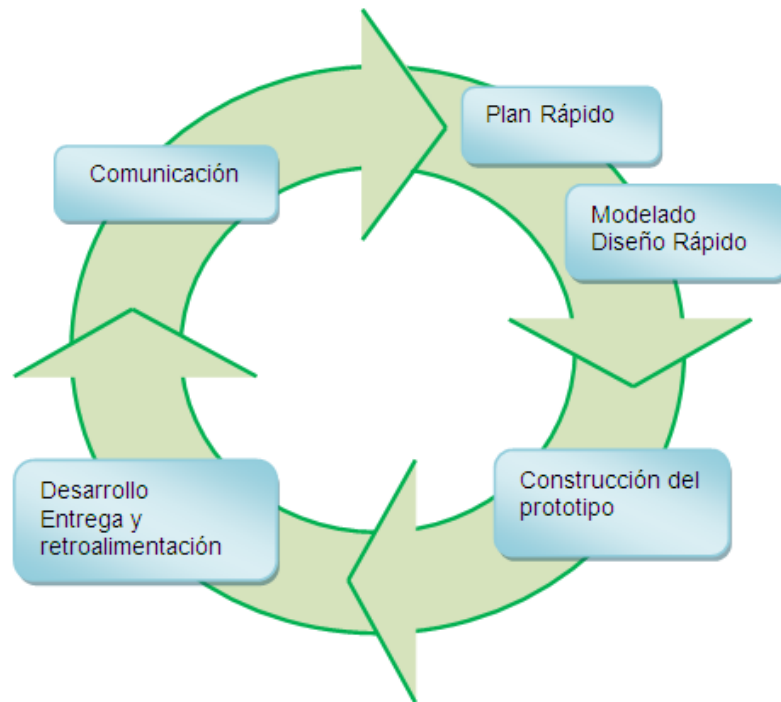 Plan Rápido
Comunicación
Modelado
Diseño Rápido
Construcción del
prototipo
Desarrollo
Entrega y
retroalimentación